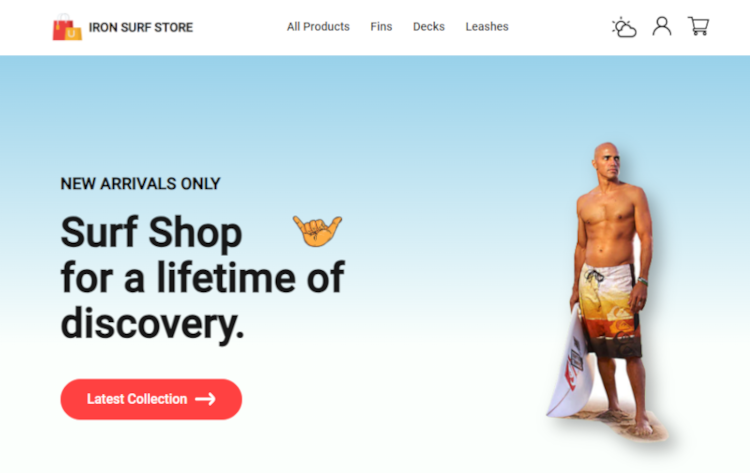 IRON SURF STORE
All Products
Fins
Decks
Leashes
NEW ARRIVALS ONLY
Surf Shop
for a lifetime of
discovery.
Latest Collection